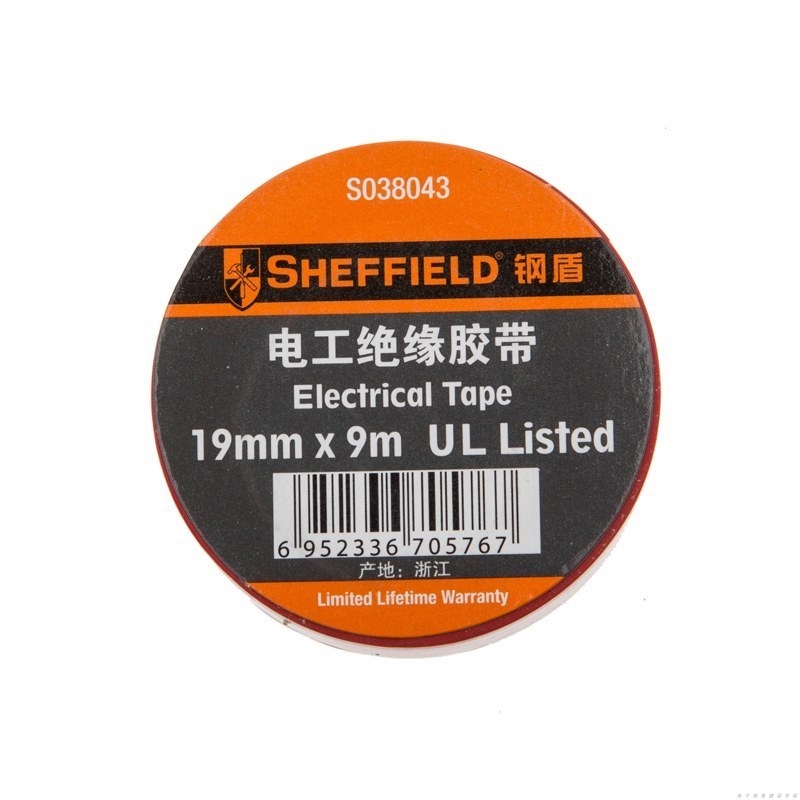 S038043
SHEFFIELD® 钢盾
电工绝缘胶带
Electrical Tape
19mm x 9m UL Listed
6 952336 705767
产地：浙江
Limited Lifetime Warranty